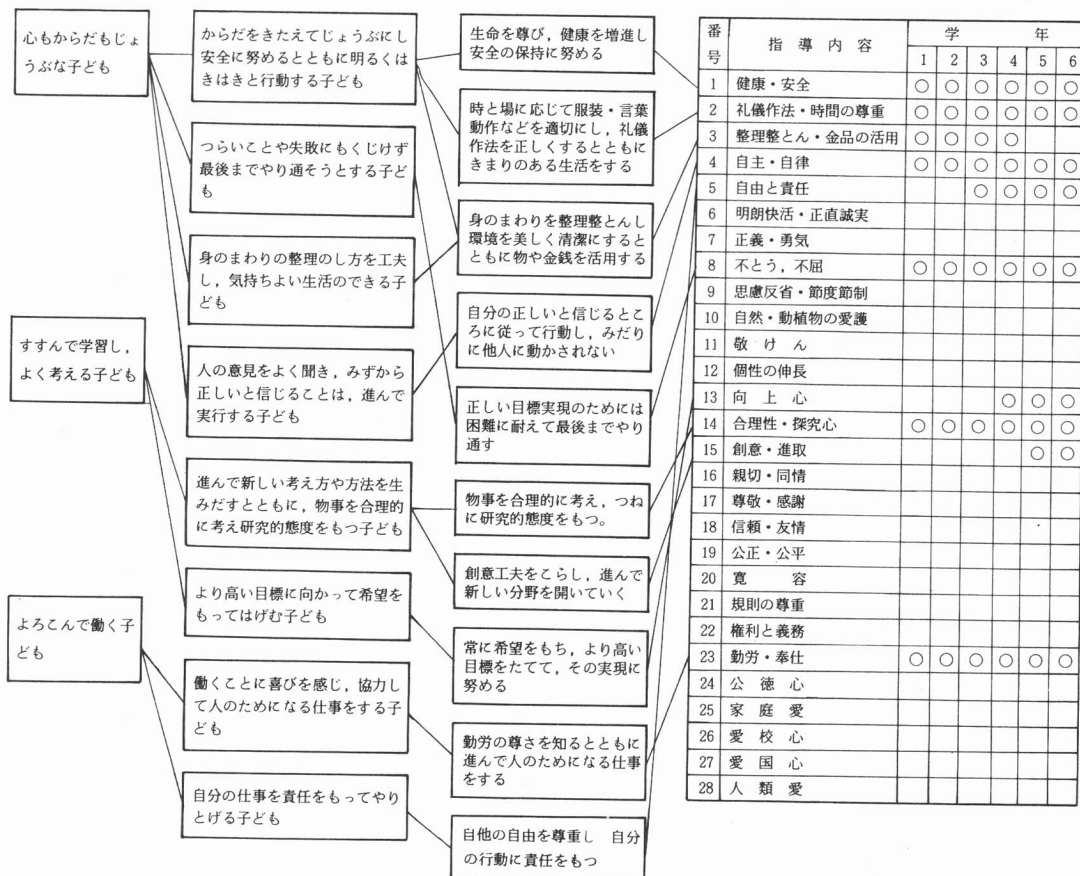 心もからだもじょ
うぶな子ども
すすんで学習し，
よく考える子ども
よろこんで働く子
ども
からだをきたえてじょうぶにし
安全に努めるとともに明るくは
きはきと行動する子ども
つらいことや失敗にもくじけず
最後までやり通そうとする子ど
も
身のまわりの整理のし方を工夫
し，気持ちよい生活のできる子
ども
人の意見をよく聞き，みずから
正しいと信じることは，進んで
実行する子ども
進んで新しい考え方や方法を生
みだすとともに，物事を合理的
に考え研究的態度をもつ子ども
より高い目標に向かって希望を
もってはげむ子ども
働くことに喜びを感じ，協力し
て人のためになる仕事をする子
ども
自分の仕事を責任をもってやり
とげる子ども
生命を尊び，健康を増進し
安全の保持に努める
時と場に応じて服装・言葉
動作などを適切にし，礼儀
作法を正しくするとともに
きまりのある生活をする
身のまわりを整理整とんし
環境を美しく清潔にすると
ともに物や金銭を活用する
自分の正しいと信じるとこ
ろに従って行動し，みだり
に他人に動かされない
正しい目標実現のためには
困難に耐えて最後までやり
通す
物事を合理的に考え，つね
に研究的態度をもつ。
創意工夫をこらし，進んで
新しい分野を開いていく
常に希望をもち，より高い
目標をたてて，その実現に
努める
勤労の尊さを知るとともに
進んで人のためになる仕事
をする
自他の自由を尊重し 自分
の行動に責任をもつ
番号 指導内容 学年
1 2 3 4 5 6
1 健康・安全 ○ ○ ○ ○ ○ ○
2 礼儀作法・時間の尊重 ○ ○ ○ ○ ○ ○
3 整理整とん・金品の活用 ○ ○ ○ ○
4 自主・自律 ○ ○ ○ ○ ○ ○
5 自由と責任 ○ ○ ○ ○
6 明朗快活・正直誠実
7 正義・勇気
8 不とう，不屈 ○ ○ ○ ○ ○ ○
9 思慮反省・節度節制
10 自然・動植物の愛護
11 敬けん
12 個性の伸長
13 向上心 ○ ○ ○
14 合理性・探究心 ○ ○ ○ ○ ○ ○
15 創意・進取 ○ ○
16 親切・同情
17 尊敬・感謝
18 信頼・友情
19 公正・公平
20 寛容
21 規則の尊重
22 権利と義務
23 勤労・奉仕 ○ ○ ○ ○ ○ ○
24 公徳心
25 家庭愛
26 愛校心
27 愛国心
28 人類愛